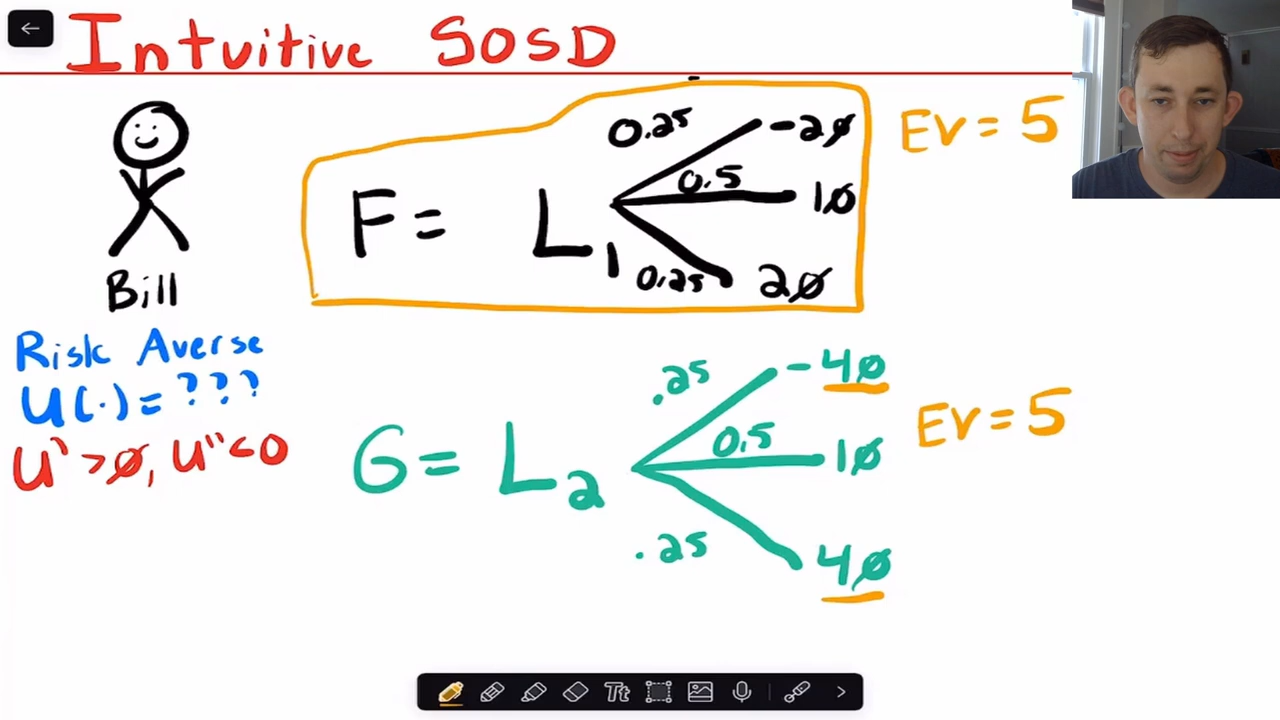 Intuitive SOSD
0.25 -20
0.5 10
F = L1
0.25 20
EV = 5
Bill
Risk Averse
U(·) = ???
U' > 0, U'' < 0
.25 -40
0.5 10
G = L2
.25 40
EV = 5
Tt